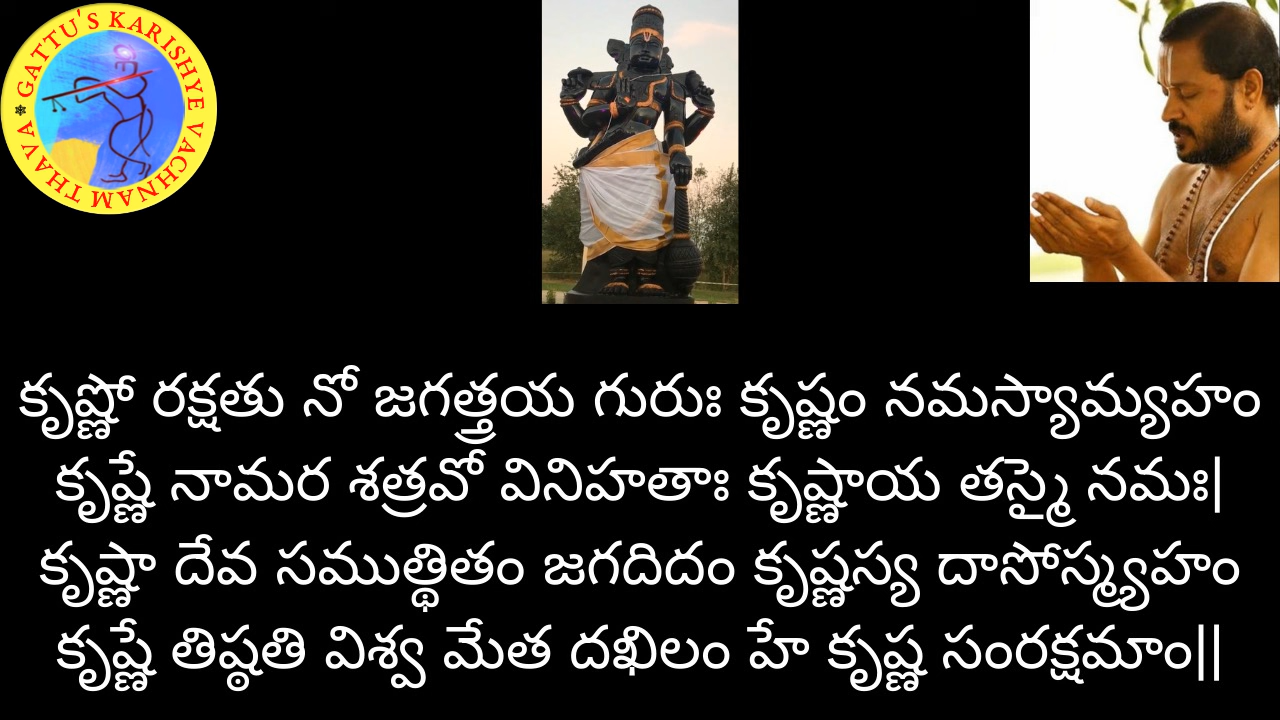 GATTU'S KARISHYE VACHNAM THAVA
కృష్ణో రక్షతు నో జగత్త్రయ గురుః కృష్ణం నమస్యామ్యహం
కృష్ణే నామర శత్రవో వినిహతాః కృష్ణాయ తస్మై నమః|
కృష్ణా దేవ సముత్థితం జగదిదం కృష్ణస్య దాసోస్మ్యహం
కృష్ణే తిష్ఠతి విశ్వ మేత దఖిలం హే కృష్ణ సంరక్షమాం||